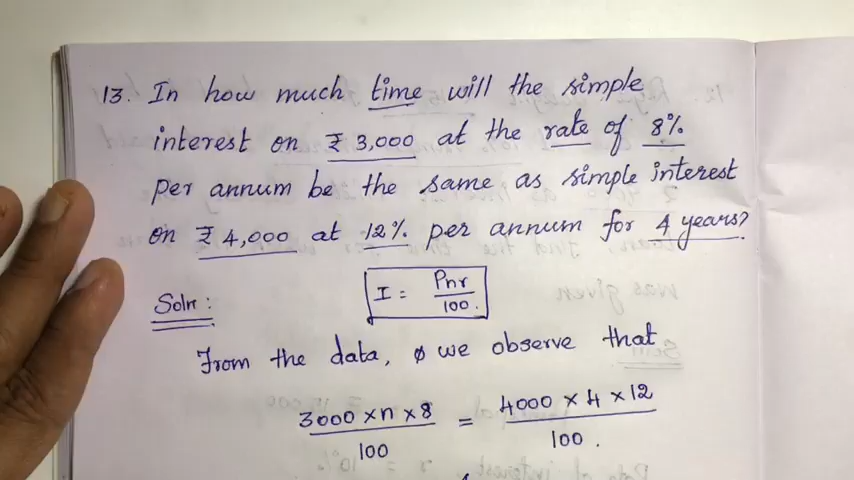 13. In how much time will the simple
interest on ₹ 3,000 at the rate of 8%
per annum be the same as simple interest
on ₹ 4,000 at 12% per annum for 4 years?
Soln:
I = Pnr/100.
From the data, we observe that
3000 × n × 8/100 = 4000 × 4 × 12/100.
was given